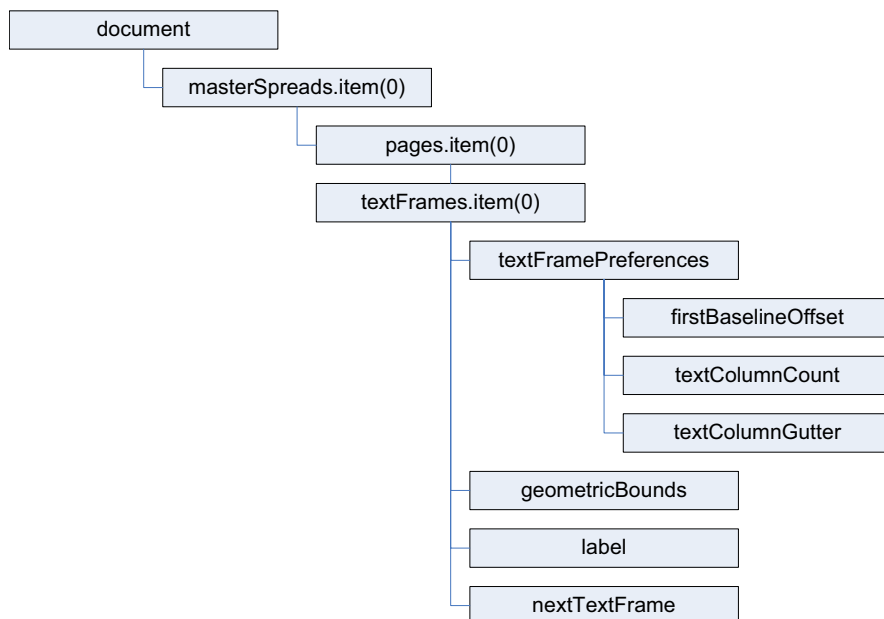 document
masterSpreads.item(0)
pages.item(0)
textFrames.item(0)
textFramePreferences
firstBaselineOffset
textColumnCount
textColumnGutter
geometricBounds
label
nextTextFrame